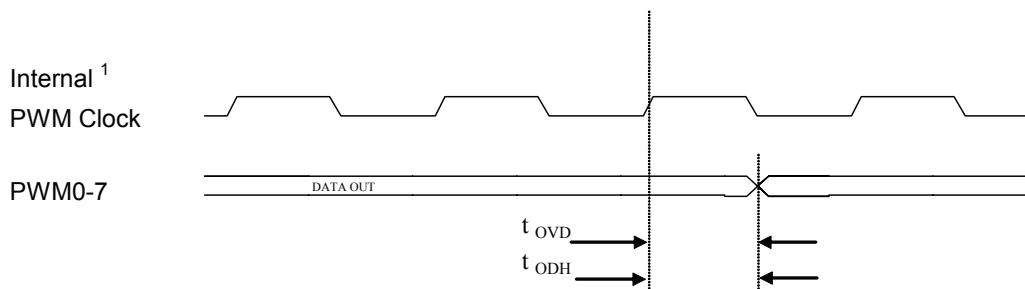 Internal 1
PWM Clock
PWM0-7
DATA OUT
t OVD
t ODH